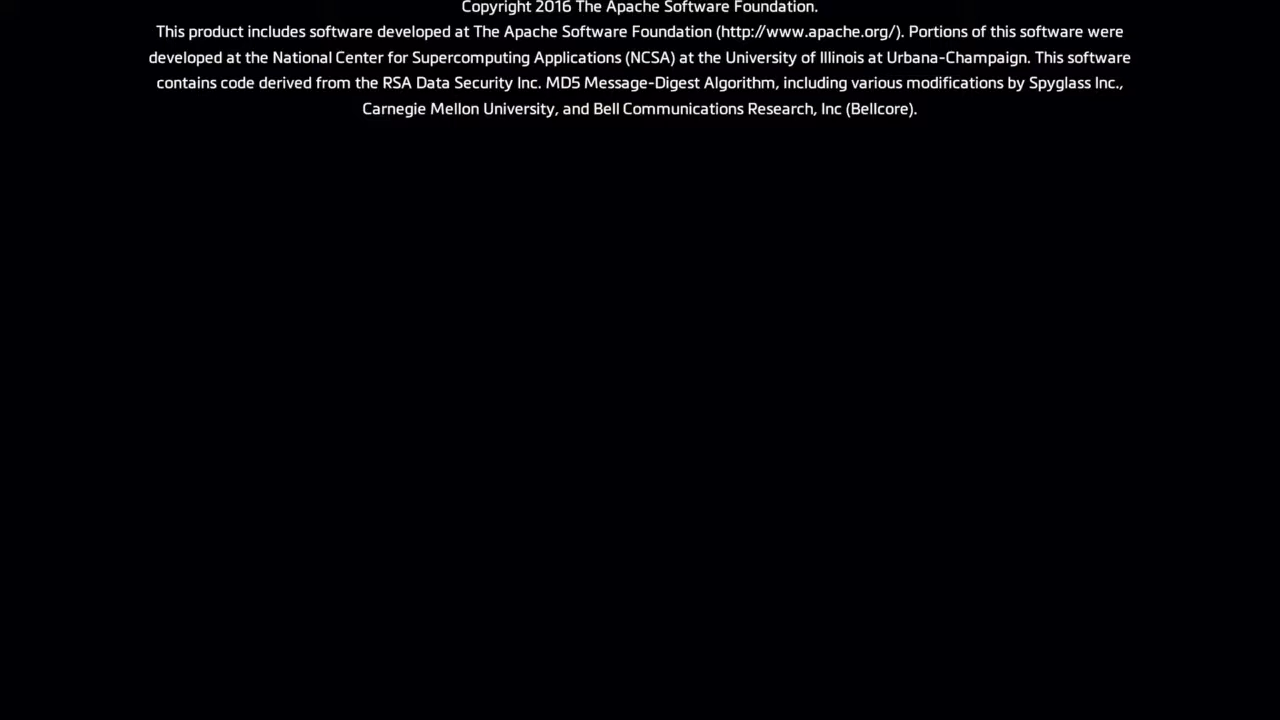 Copyright 2016 The Apache Software Foundation.
This product includes software developed at The Apache Software Foundation (http://www.apache.org/). Portions of this software were
developed at the National Center for Supercomputing Applications (NCSA) at the University of Illinois at Urbana-Champaign. This software
contains code derived from the RSA Data Security Inc. MD5 Message-Digest Algorithm, including various modifications by Spyglass Inc.,
Carnegie Mellon University, and Bell Communications Research, Inc (Bellcore).